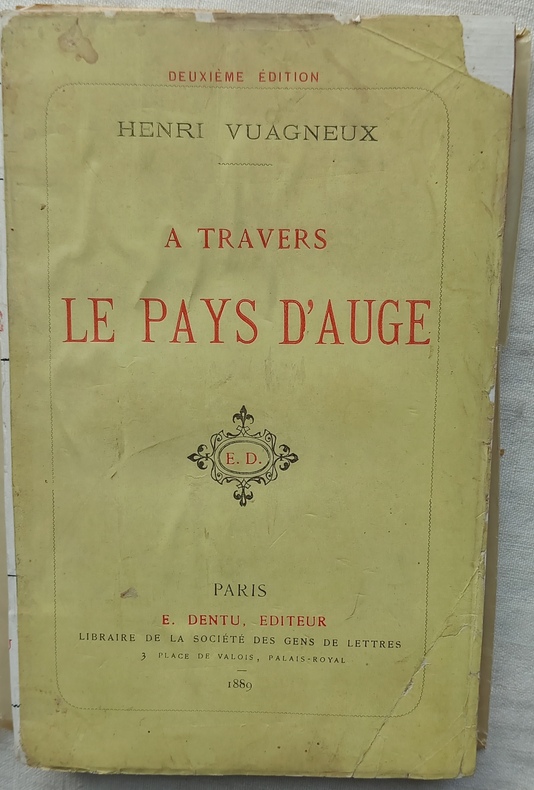 DEUXIÈME ÉDITION
HENRI VUAGNEUX
A TRAVERS
LE PAYS D'AUGE
E. D.
PARIS
E. DENTU, EDITEUR
LIBRAIRE DE LA SOCIÉTÉ DES GENS DE LETTRES
3 PLACE DE VALOIS, PALAIS-ROYAL
1889